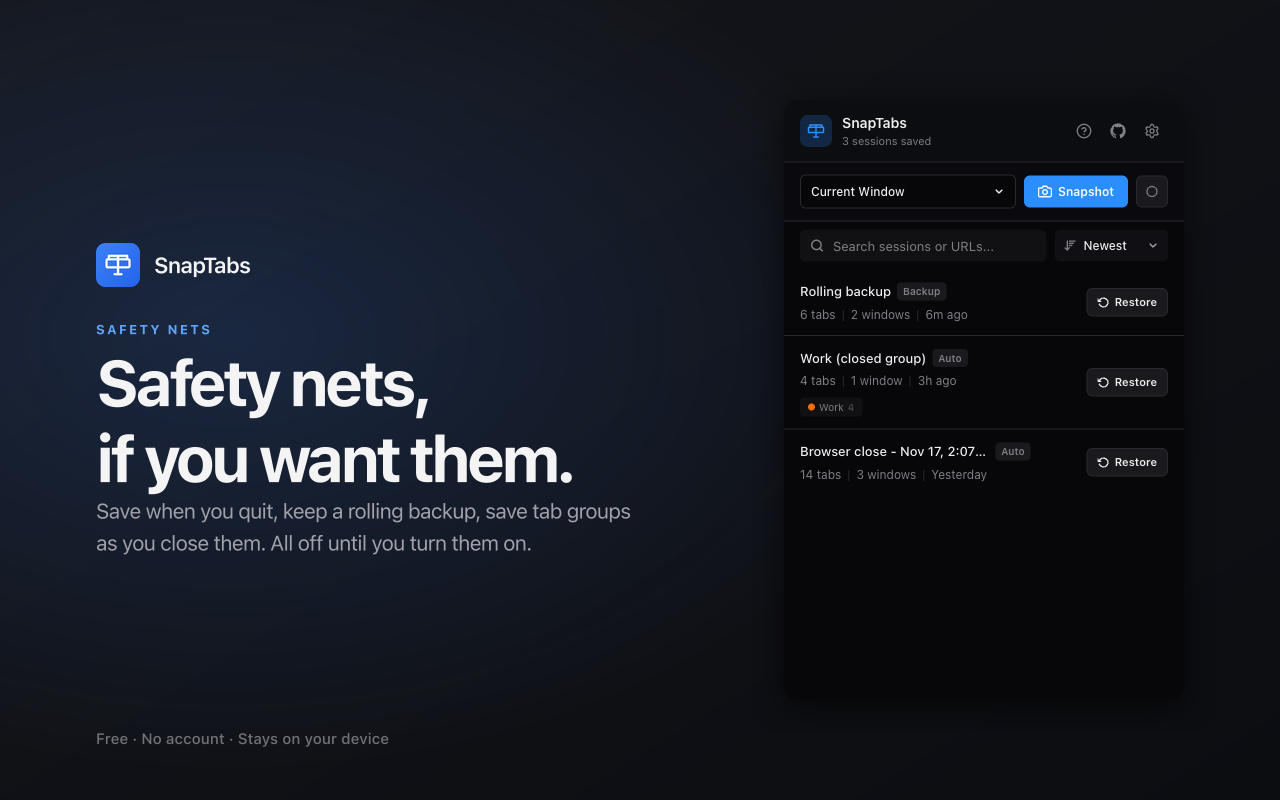 SnapTabs
SAFETY NETS
Safety nets,
if you want them.
Save when you quit, keep a rolling backup, save tab groups
as you close them. All off until you turn them on.
Free · No account · Stays on your device
SnapTabs
3 sessions saved
Current Window
Snapshot
Search sessions or URLs...
Newest
Rolling backup Backup
6 tabs | 2 windows | 6m ago
Restore
Work (closed group) Auto
4 tabs | 1 window | 3h ago
Work 4
Restore
Browser close - Nov 17, 2:07... Auto
14 tabs | 3 windows | Yesterday
Restore